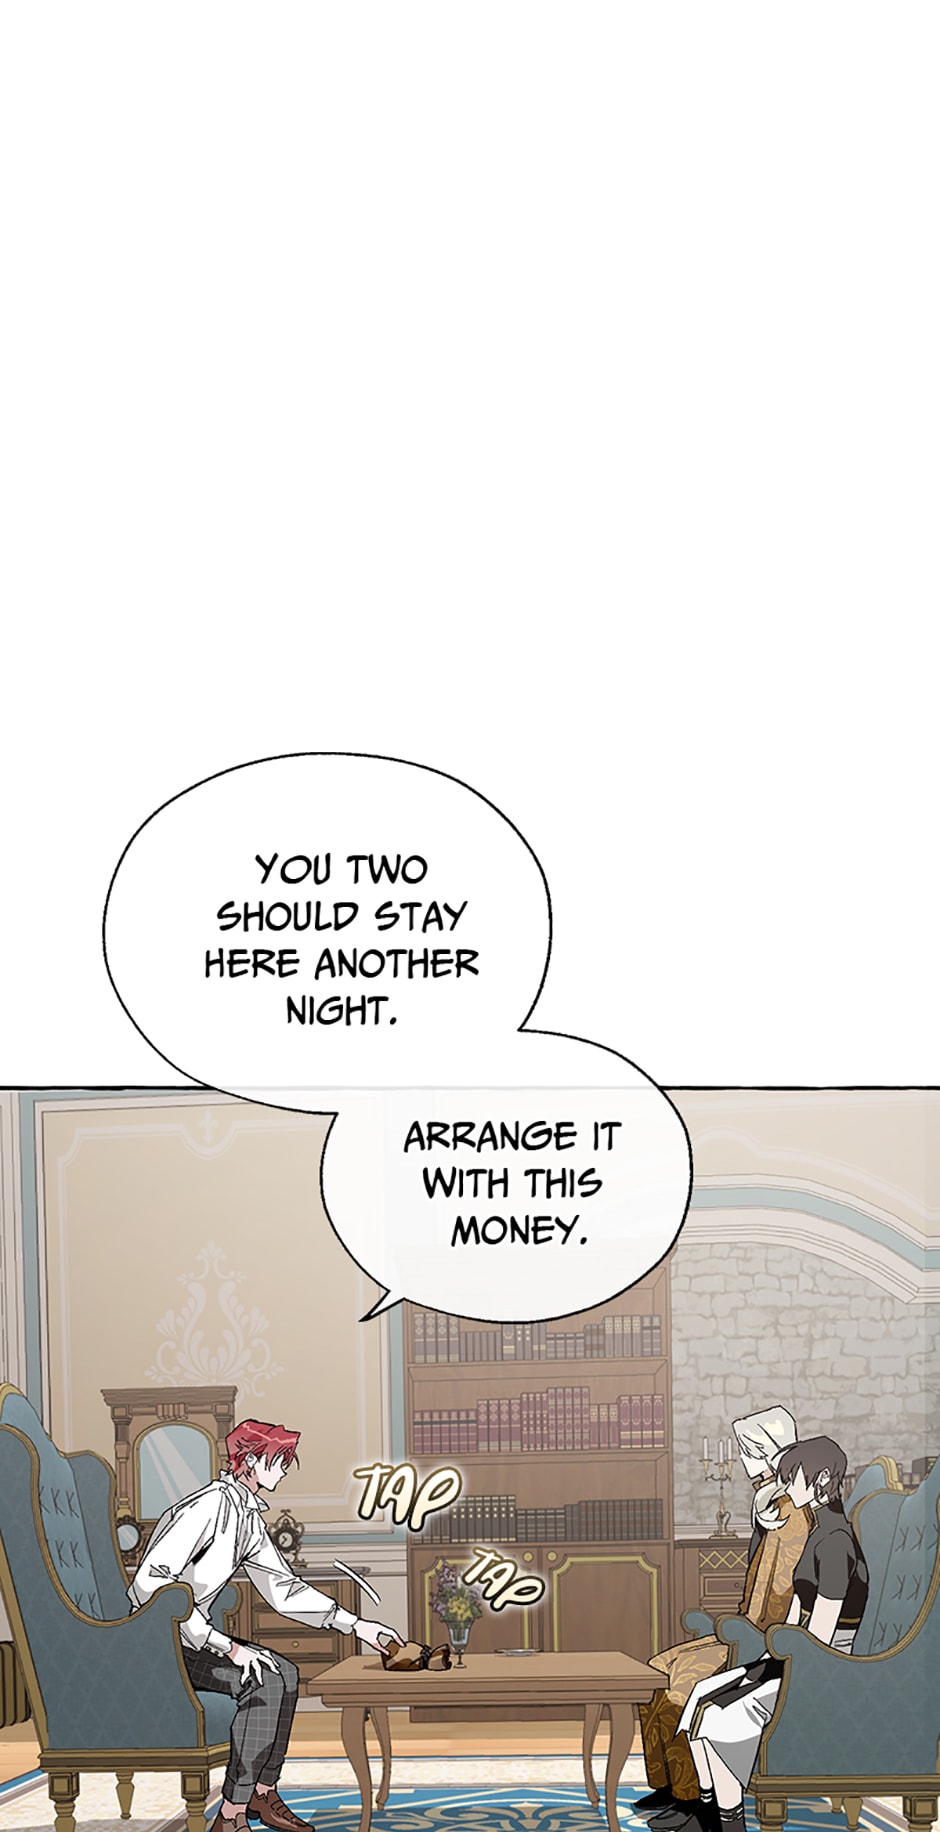 YOU TWO
SHOULD STAY
HERE ANOTHER
NIGHT.
ARRANGE IT
WITH THIS
MONEY.
TAP
TAP